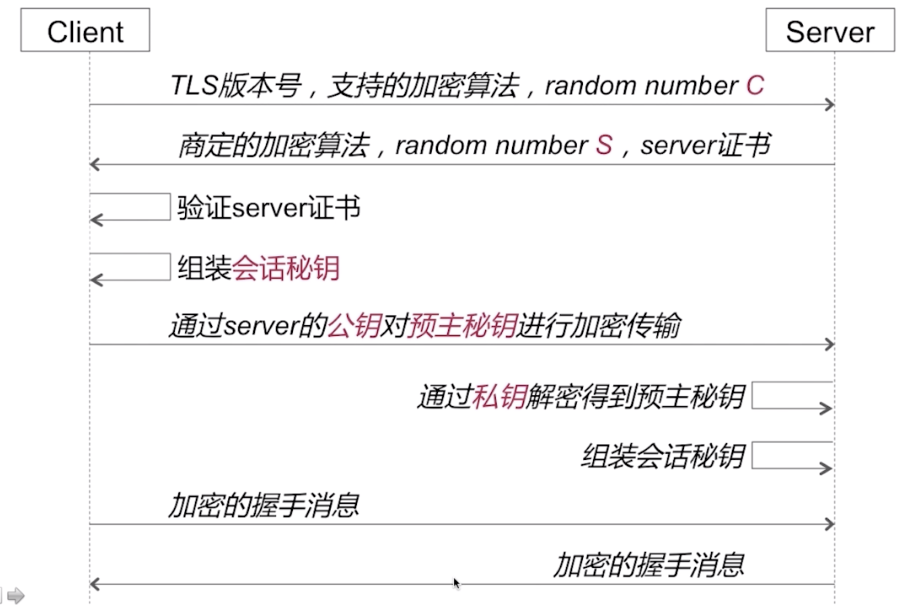 Client
Server
TLS版本号，支持的加密算法，random number C
商定的加密算法，random number S，server证书
验证server证书
组装会话秘钥
通过server的公钥对预主秘钥进行加密传输
通过私钥解密得到预主秘钥
组装会话秘钥
加密的握手消息
加密的握手消息